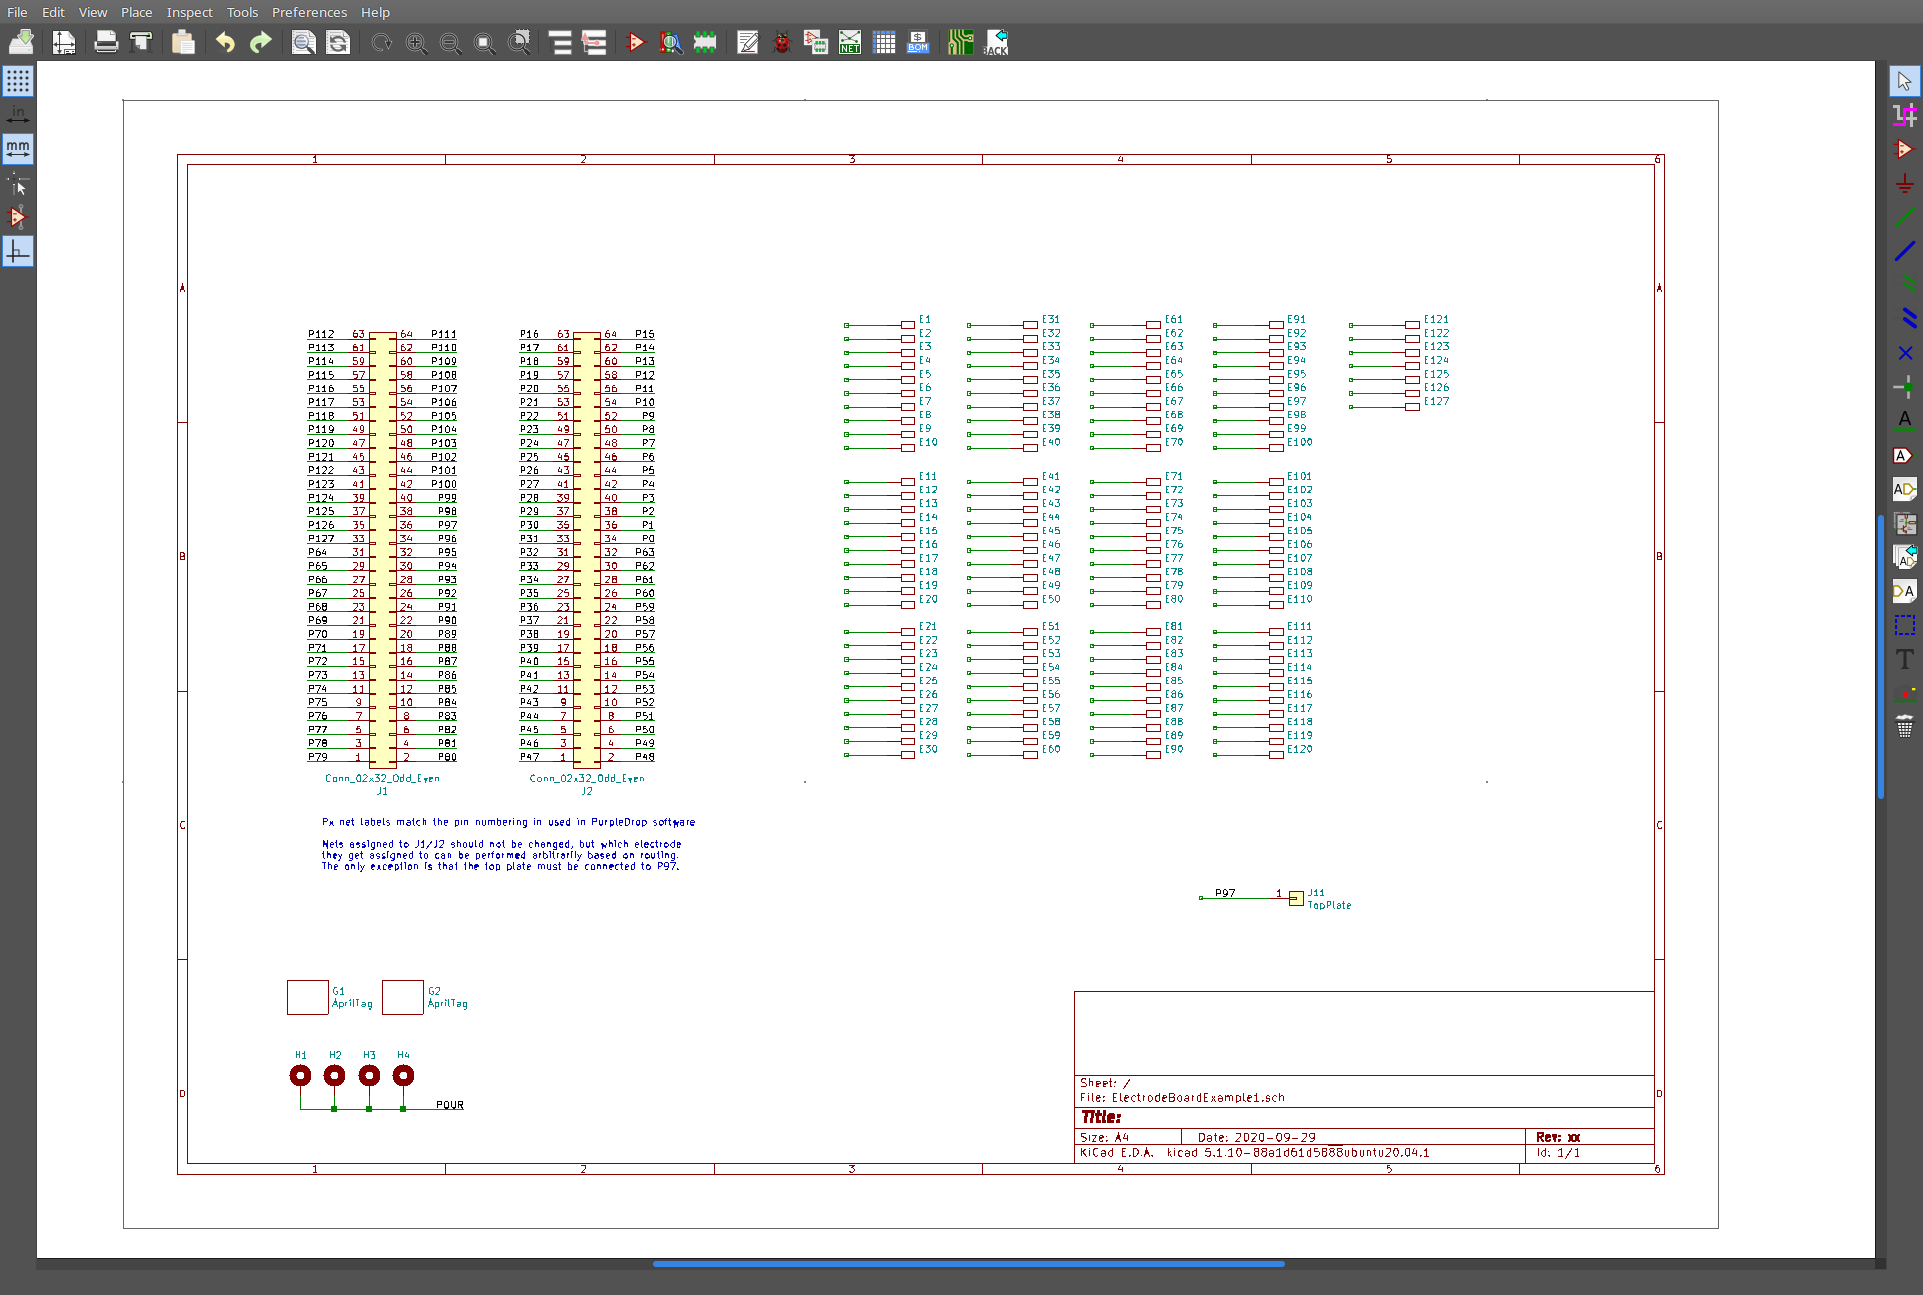 File Edit View Place Inspect Tools Preferences Help
in
mm
NET
BOM
BACK
1 2 3 4 5 6
A A
P112 63 64 P111 P16 63 64 P15
P113 61 62 P110 P17 61 62 P14
P114 59 60 P109 P18 59 60 P13
P115 57 58 P108 P19 57 58 P12
P116 55 56 P107 P20 55 56 P11
P117 53 54 P106 P21 53 54 P10
P118 51 52 P105 P22 51 52 P9
P119 49 50 P104 P23 49 50 P8
P120 47 48 P103 P24 47 48 P7
P121 45 46 P102 P25 45 46 P6
P122 43 44 P101 P26 43 44 P5
P123 41 42 P100 P27 41 42 P4
P124 39 40 P99 P28 39 40 P3
P125 37 38 P98 P29 37 38 P2
P126 35 36 P97 P30 35 36 P1
P127 33 34 P96 P31 33 34 P0
P64 31 32 P95 P32 31 32 P63
P65 29 30 P94 P33 29 30 P62
P66 27 28 P93 P34 27 28 P61
P67 25 26 P92 P35 25 26 P60
P68 23 24 P91 P36 23 24 P59
P69 21 22 P90 P37 21 22 P58
P70 19 20 P89 P38 19 20 P57
P71 17 18 P88 P39 17 18 P56
P72 15 16 P87 P40 15 16 P55
P73 13 14 P86 P41 13 14 P54
P74 11 12 P85 P42 11 12 P53
P75 9 10 P84 P43 9 10 P52
P76 7 8 P83 P44 7 8 P51
P77 5 6 P82 P45 5 6 P50
P78 3 4 P81 P46 3 4 P49
P79 1 2 P80 P47 1 2 P48
Conn_02x32_Odd_Even Conn_02x32_Odd_Even
J1 J2
E1 E31 E61 E91 E121
E2 E32 E62 E92 E122
E3 E33 E63 E93 E123
E4 E34 E64 E94 E124
E5 E35 E65 E95 E125
E6 E36 E66 E96 E126
E7 E37 E67 E97 E127
E8 E38 E68 E98
E9 E39 E69 E99
E10 E40 E70 E100
E11 E41 E71 E101
E12 E42 E72 E102
E13 E43 E73 E103
E14 E44 E74 E104
E15 E45 E75 E105
E16 E46 E76 E106
E17 E47 E77 E107
E18 E48 E78 E108
E19 E49 E79 E109
E20 E50 E80 E110
E21 E51 E81 E111
E22 E52 E82 E112
E23 E53 E83 E113
E24 E54 E84 E114
E25 E55 E85 E115
E26 E56 E86 E116
E27 E57 E87 E117
E28 E58 E88 E118
E29 E59 E89 E119
E30 E60 E90 E120
B B
C C
Px net labels match the pin numbering in used in PurpleDrop software
Nets assigned to J1/J2 should not be changed, but which electrode
they get assigned to can be performed arbitrarily based on routing.
The only exception is that the top plate must be connected to P97.
P97 1 J11
TopPlate
G1 G2
AprilTag AprilTag
H1 H2 H3 H4
POUR
D D
Sheet: /
File: ElectrodeBoardExample1.sch
Title:
Size: A4 Date: 2020-09-29 Rev: xx
KiCad E.D.A. kicad 5.1.10-88a1d61d5888ubuntu20.04.1 Id: 1/1
1 2 3 4 5 6
A
A
AD
AD
A
T